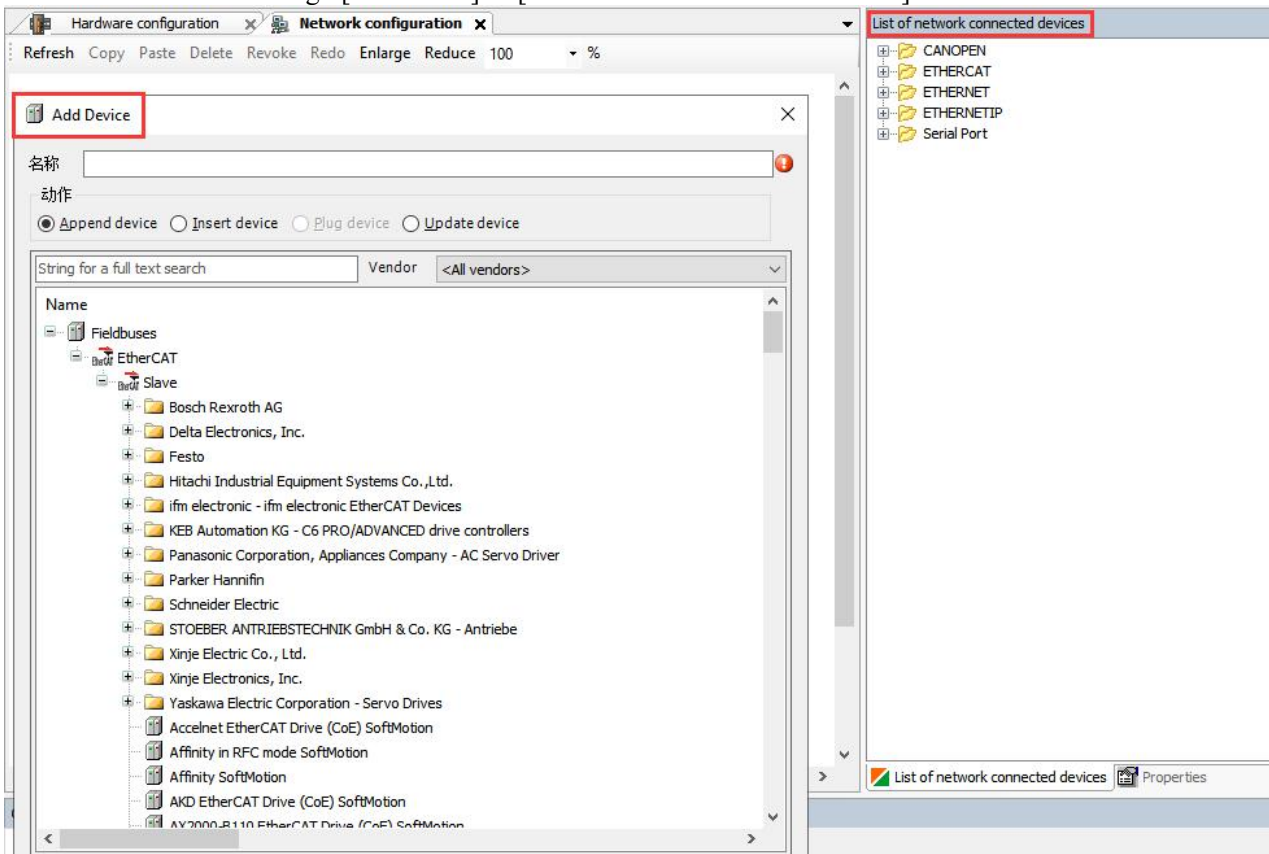 Hardware configuration
Network configuration
Refresh Copy Paste Delete Revoke Redo Enlarge Reduce 100 %
Add Device
名称
动作
Append device Insert device Plug device Update device
String for a full text search Vendor <All vendors>
Name
Fieldbuses
EtherCAT
Slave
Bosch Rexroth AG
Delta Electronics, Inc.
Festo
Hitachi Industrial Equipment Systems Co.,Ltd.
ifm electronic - ifm electronic EtherCAT Devices
KEB Automation KG - C6 PRO/ADVANCED drive controllers
Panasonic Corporation, Appliances Company - AC Servo Driver
Parker Hannifin
Schneider Electric
STOEBER ANTRIEBSTECHNIK GmbH & Co. KG - Antriebe
Xinje Electric Co., Ltd.
Xinje Electronics, Inc.
Yaskawa Electric Corporation - Servo Drives
Accelnet EtherCAT Drive (CoE) SoftMotion
Affinity in RFC mode SoftMotion
Affinity SoftMotion
AKD EtherCAT Drive (CoE) SoftMotion
AX2000-B110 EtherCAT Drive (CoE) SoftMotion
List of network connected devices
CANOPEN
ETHERCAT
ETHERNET
ETHERNETIP
Serial Port
List of network connected devices Properties